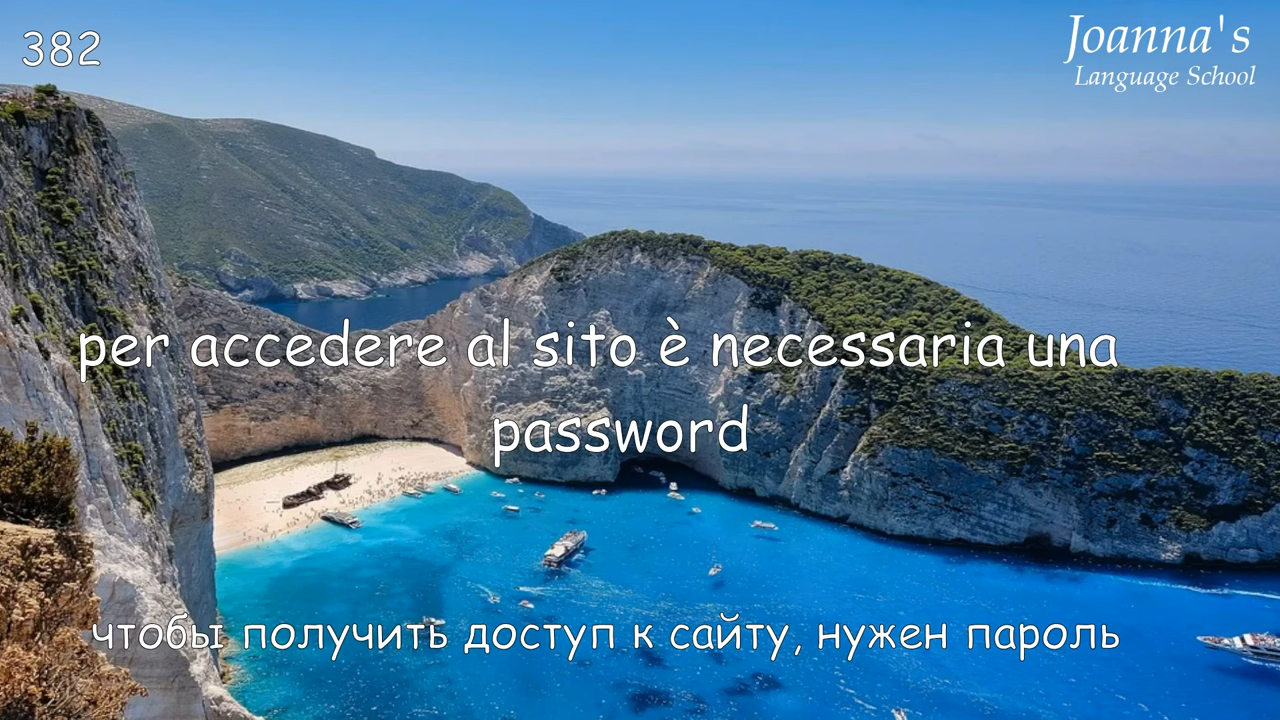 382
Joanna's
Language School
per accedere al sito è necessaria una
password
чтобы получить доступ к сайту, нужен пароль